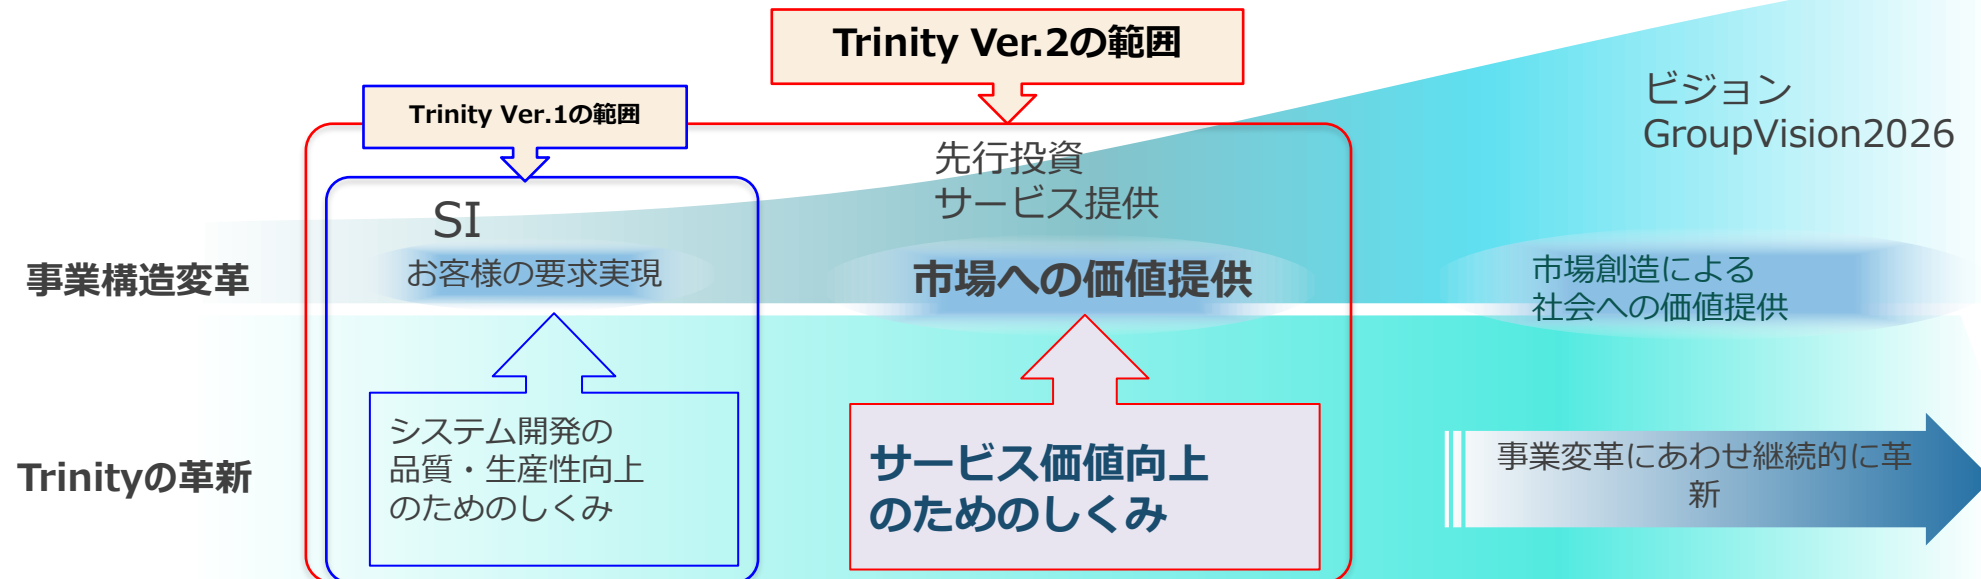 Trinity Ver.2の範囲
Trinity Ver.1の範囲
ビジョン
GroupVision2026
先行投資
サービス提供
SI
事業構造変革
お客様の要求実現
市場への価値提供
市場創造による
社会への価値提供
Trinityの革新
システム開発の
品質・生産性向上
のためのしくみ
サービス価値向上
のためのしくみ
事業変革にあわせ継続的に革
新